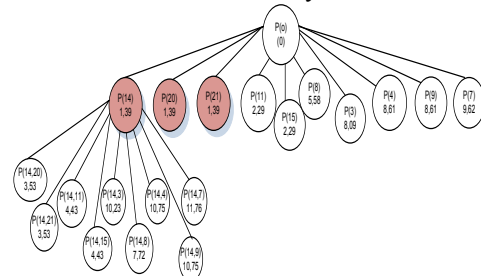 P(o)
(0)
P(14)
1,39
P(20)
1,39
P(21)
1,39
P(11)
2,29
P(15)
2,29
P(8)
5,58
P(3)
8,09
P(4)
8,61
P(9)
8,61
P(7)
9,62
P(14,20)
3,53
P(14,21)
3,53
P(14,11)
4,43
P(14,15)
4,43
P(14,3)
10,23
P(14,8)
7,72
P(14,4)
10,75
P(14,9)
10,75
P(14,7)
11,76